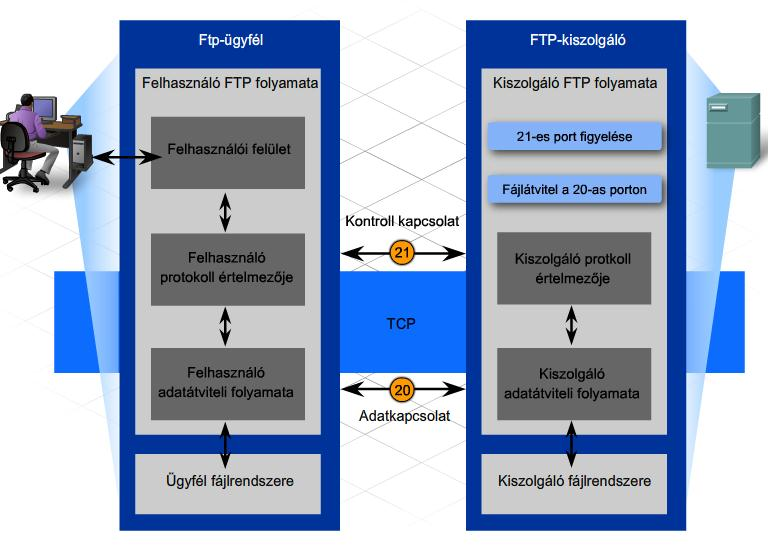 Ftp-ügyfél
Felhasználó FTP folyamata
Felhasználói felület
Felhasználó
protokoll értelmezője
Felhasználó
adatátviteli folyamata
Ügyfél fájlrendszere
Kontroll kapcsolat
21
TCP
20
Adatkapcsolat
FTP-kiszolgáló
Kiszolgáló FTP folyamata
21-es port figyelése
Fájlátvitel a 20-as porton
Kiszolgáló protkoll
értelmezője
Kiszolgáló
adatátviteli folyamata
Kiszolgáló fájlrendszere